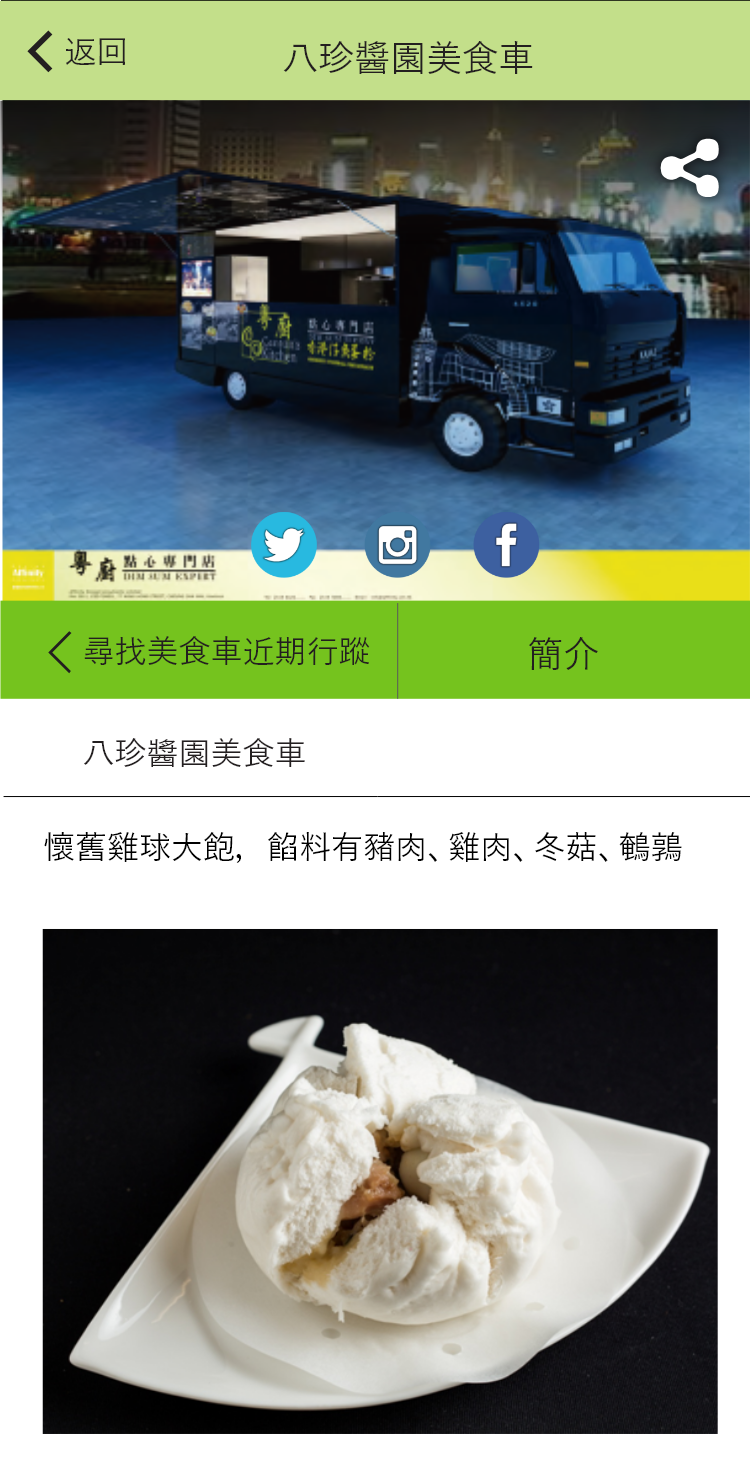 返回
八珍醬園美食車
粵廚
點心專門店
香港仔魚蛋粉
粵廚
點心專門店
DIM SUM EXPERT
尋找美食車近期行蹤
簡介
八珍醬園美食車
懷舊雞球大飽, 餡料有豬肉、雞肉、冬菇、鵪鶉